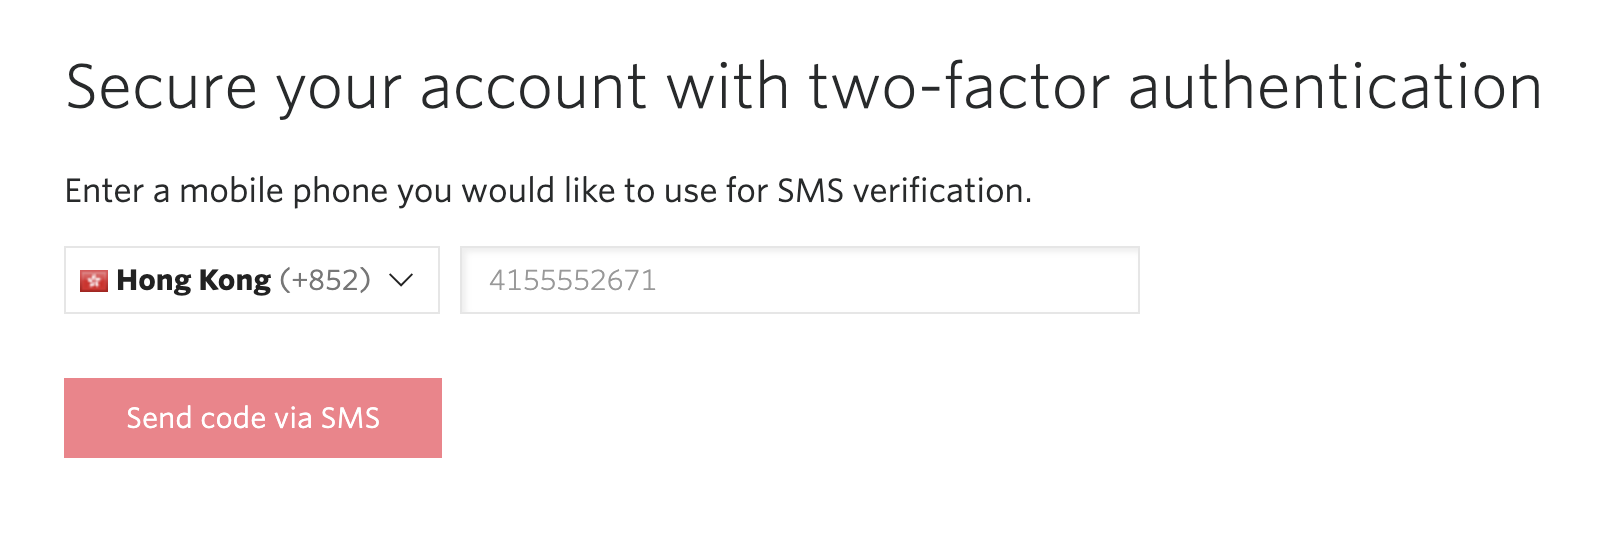 Secure your account with two-factor authentication
Enter a mobile phone you would like to use for SMS verification.
Hong Kong (+852) 4155552671
Send code via SMS